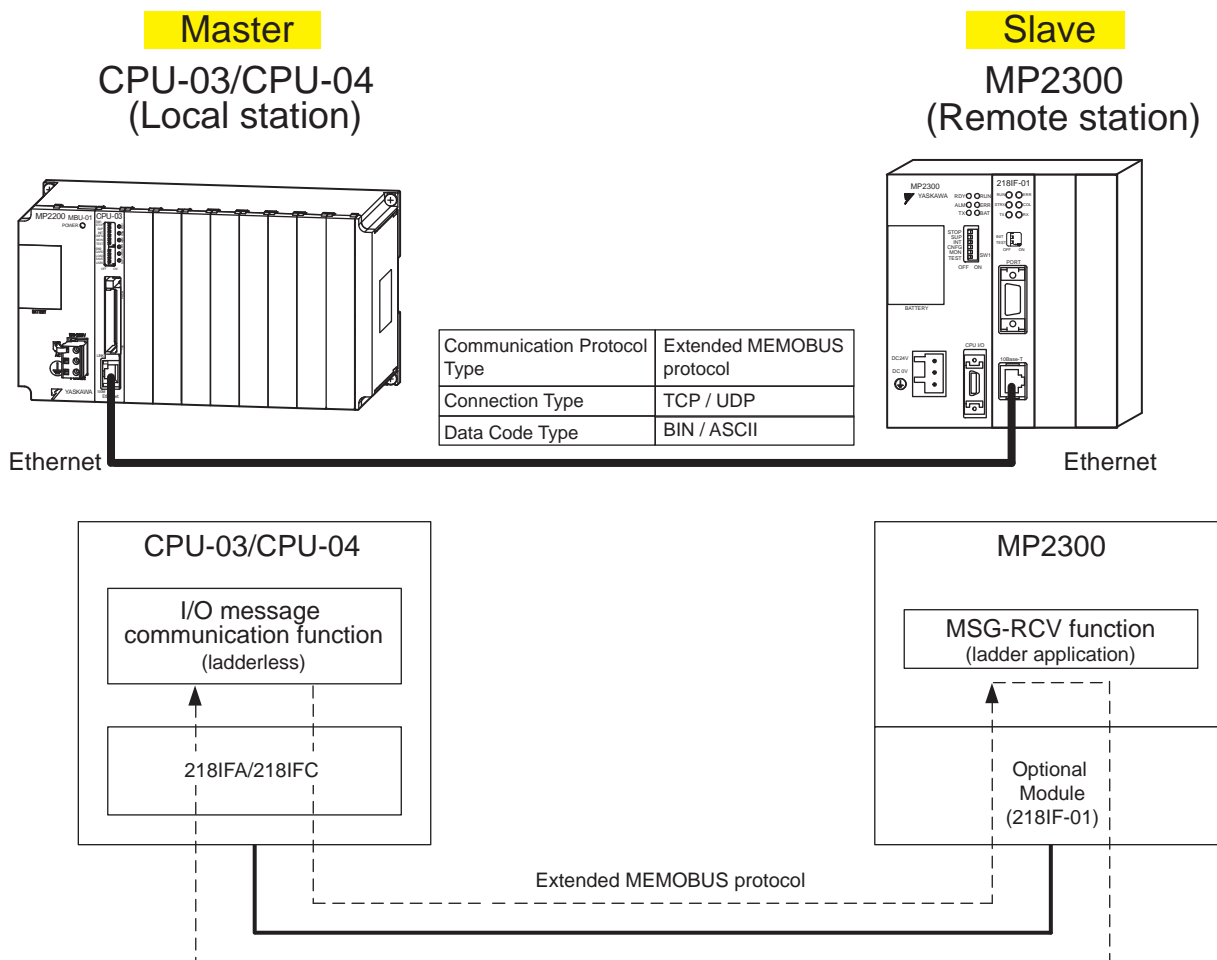 Master
CPU-03/CPU-04
(Local station)
Slave
MP2300
(Remote station)
MP2200
MBU-01
CPU-03
POWER
BATTERY
YASKAWA
Ethernet
MP2300
YASKAWA
RDY
RUN
ALM
ERR
TX
BAT
STOP
SUP
INT
CNFG
MON
TEST
SW1
OFF ON
BATTERY
DC24V
DC 0V
CPU I/O
218IF-01
RUN
ERR
STRX
COL
TX
RX
INIT
TEST
OFF ON
PORT
10Base-T
Communication Protocol Type
Extended MEMOBUS protocol
Connection Type
TCP / UDP
Data Code Type
BIN / ASCII
Ethernet
Ethernet
CPU-03/CPU-04
I/O message
communication function
(ladderless)
218IFA/218IFC
MP2300
MSG-RCV function
(ladder application)
Optional
Module
(218IF-01)
Extended MEMOBUS protocol